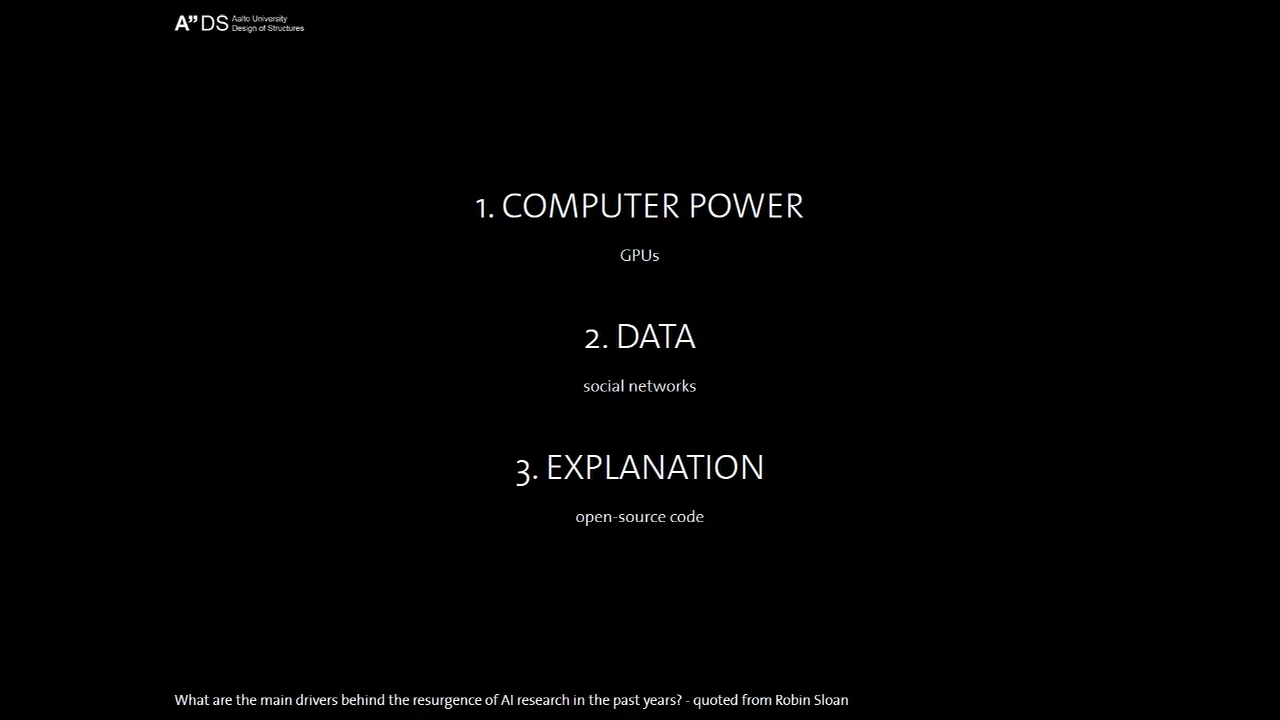 A" DS Aalto University
Design of Structures
1. COMPUTER POWER
GPUs
2. DATA
social networks
3. EXPLANATION
open-source code
What are the main drivers behind the resurgence of AI research in the past years? - quoted from Robin Sloan